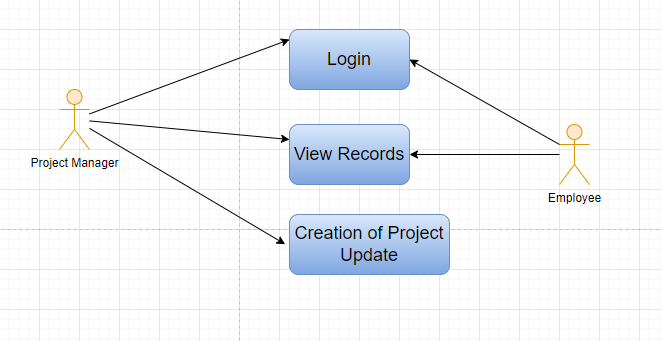 Login
Project Manager
View Records
Employee
Creation of Project
Update